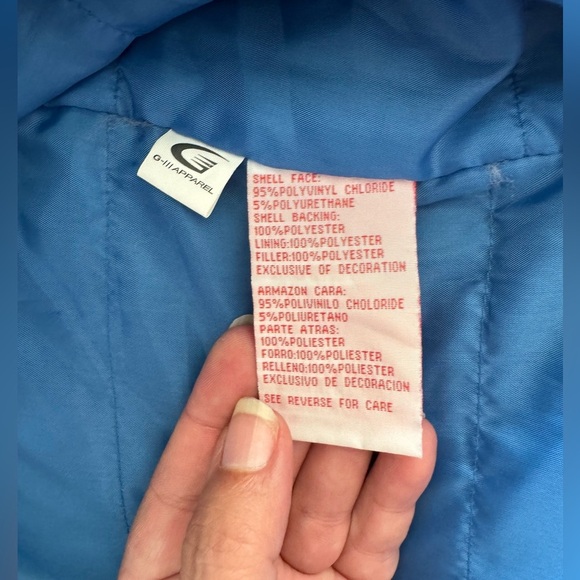 G-III APPAREL
SHELL FACE:
95%POLYVINYL CHLORIDE
5%POLYURETHANE
SHELL BACKING:
100%POLYESTER
LINING:100%POLYESTER
FILLER:100%POLYESTER
EXCLUSIVE OF DECORATION
ARMAZON CARA:
95%POLIVINILO CHOLORIDE
5%POLIURETANO
PARTE ATRAS:
100%POLIESTER
FORRO:100%POLIESTER
RELLENO:100%POLIESTER
EXCLUSIVO DE DECORACION
SEE REVERSE FOR CARE